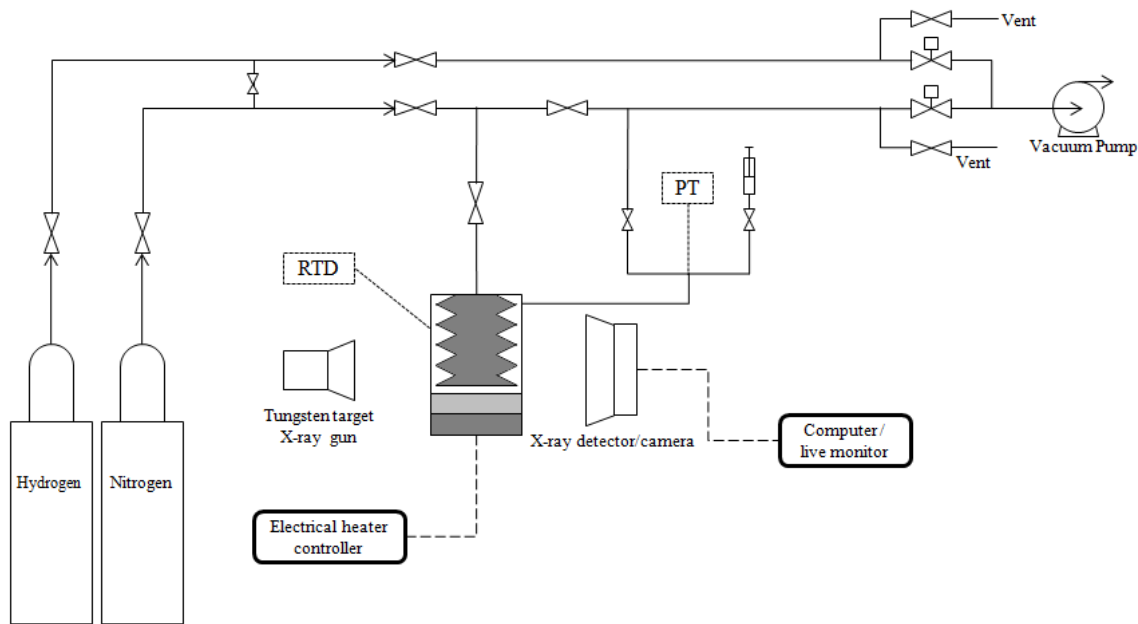 Vent
Vacuum Pump
Vent
PT
RTD
Tungsten target
X-ray gun
X-ray detector/camera
Computer/
live monitor
Hydrogen
Nitrogen
Electrical heater
controller